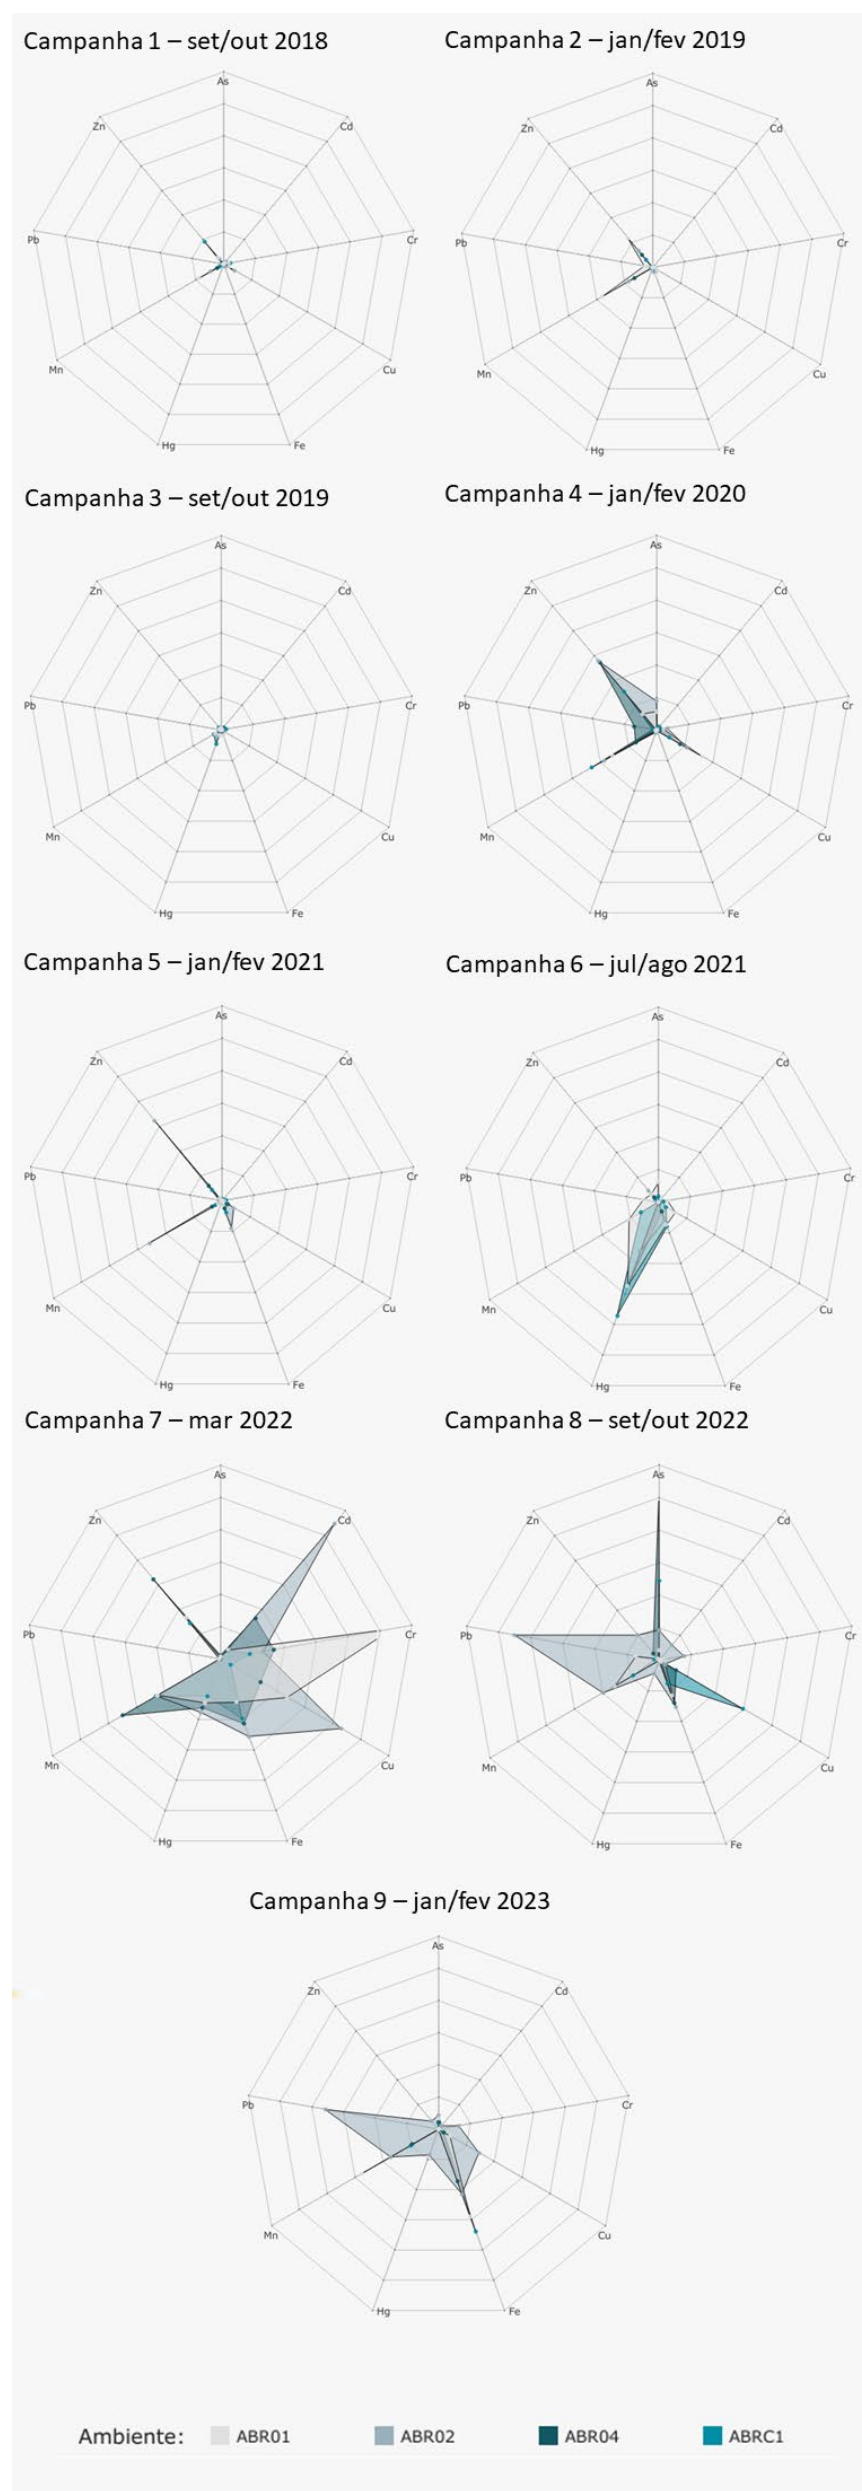 Campanha 1 – set/out 2018
Campanha 2 – jan/fev 2019
As
Zn
Cd
Pb
Cr
Mn
Cu
Hg
Fe
As
Zn
Cd
Pb
Cr
Mn
Cu
Hg
Fe
Campanha 3 – set/out 2019
Campanha 4 – jan/fev 2020
As
Zn
Cd
Pb
Cr
Mn
Cu
Hg
Fe
As
Zn
Cd
Pb
Cr
Mn
Cu
Hg
Fe
Campanha 5 – jan/fev 2021
Campanha 6 – jul/ago 2021
As
Zn
Cd
Pb
Cr
Mn
Cu
Hg
Fe
As
Zn
Cd
Pb
Cr
Mn
Cu
Hg
Fe
Campanha 7 – mar 2022
Campanha 8 – set/out 2022
As
Zn
Cd
Pb
Cr
Mn
Cu
Hg
Fe
As
Zn
Cd
Pb
Cr
Mn
Cu
Hg
Fe
Campanha 9 – jan/fev 2023
As
Zn
Cd
Pb
Cr
Mn
Cu
Hg
Fe
Ambiente: ABR01 ABR02 ABR04 ABRC1